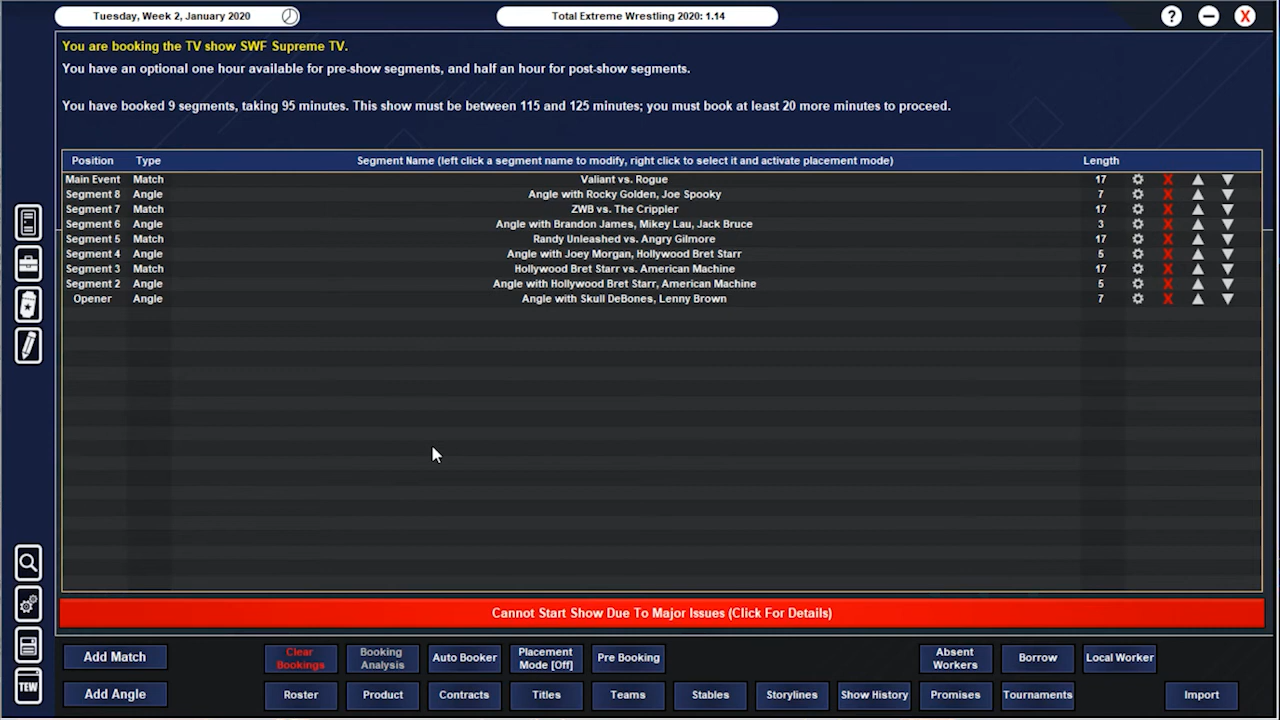 Tuesday, Week 2, January 2020
Total Extreme Wrestling 2020: 1.14
? X
You are booking the TV show SWF Supreme TV.
You have an optional one hour available for pre-show segments, and half an hour for post-show segments.
You have booked 9 segments, taking 95 minutes. This show must be between 115 and 125 minutes; you must book at least 20 more minutes to proceed.
Position Type Segment Name (left click a segment name to modify, right click to select it and activate placement mode) Length
Main Event Match Valiant vs. Rogue 17 X
Segment 8 Angle Angle with Rocky Golden, Joe Spooky 7 X
Segment 7 Match ZWB vs. The Crippler 17 X
Segment 6 Angle Angle with Brandon James, Mikey Lau, Jack Bruce 3 X
Segment 5 Match Randy Unleashed vs. Angry Gilmore 17 X
Segment 4 Angle Angle with Joey Morgan, Hollywood Bret Starr 5 X
Segment 3 Match Hollywood Bret Starr vs. American Machine 17 X
Segment 2 Angle Angle with Hollywood Bret Starr, American Machine 5 X
Opener Angle Angle with Skull DeBones, Lenny Brown 7 X
Cannot Start Show Due To Major Issues (Click For Details)
Add Match
Clear Bookings
Booking Analysis
Auto Booker
Placement Mode [Off]
Pre Booking
Absent Workers
Borrow
Local Worker
TEW
Add Angle
Roster
Product
Contracts
Titles
Teams
Stables
Storylines
Show History
Promises
Tournaments
Import